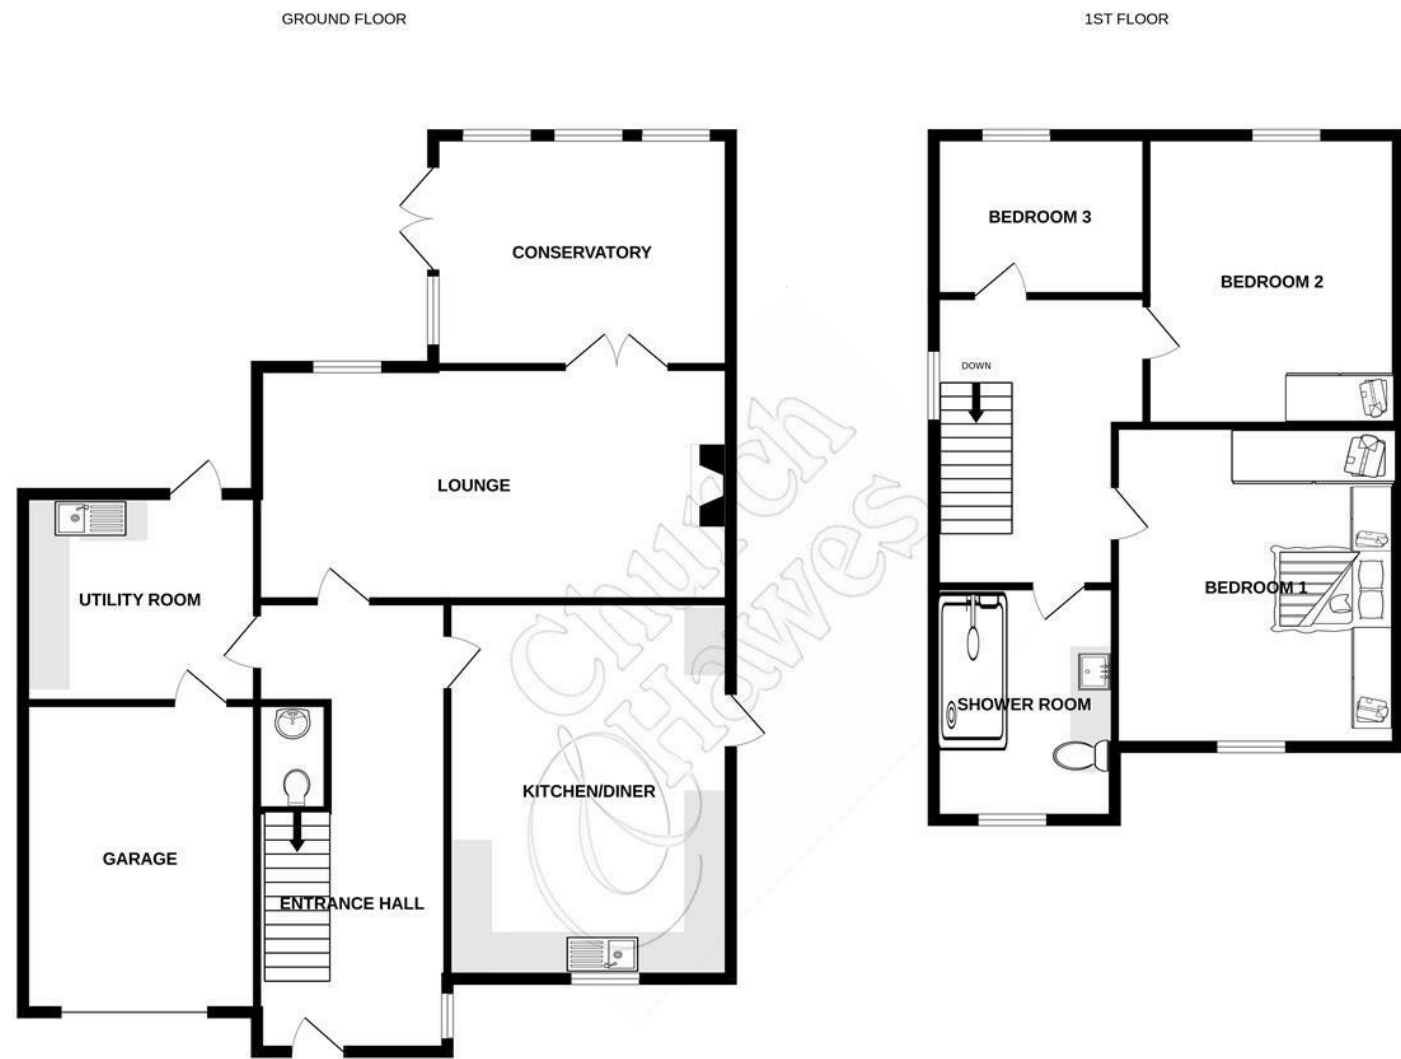 GROUND FLOOR
1ST FLOOR
CONSERVATORY
LOUNGE
UTILITY ROOM
KITCHEN/DINER
GARAGE
ENTRANCE HALL
BEDROOM 3
BEDROOM 2
DOWN
BEDROOM 1
SHOWER ROOM
Church
Hawes